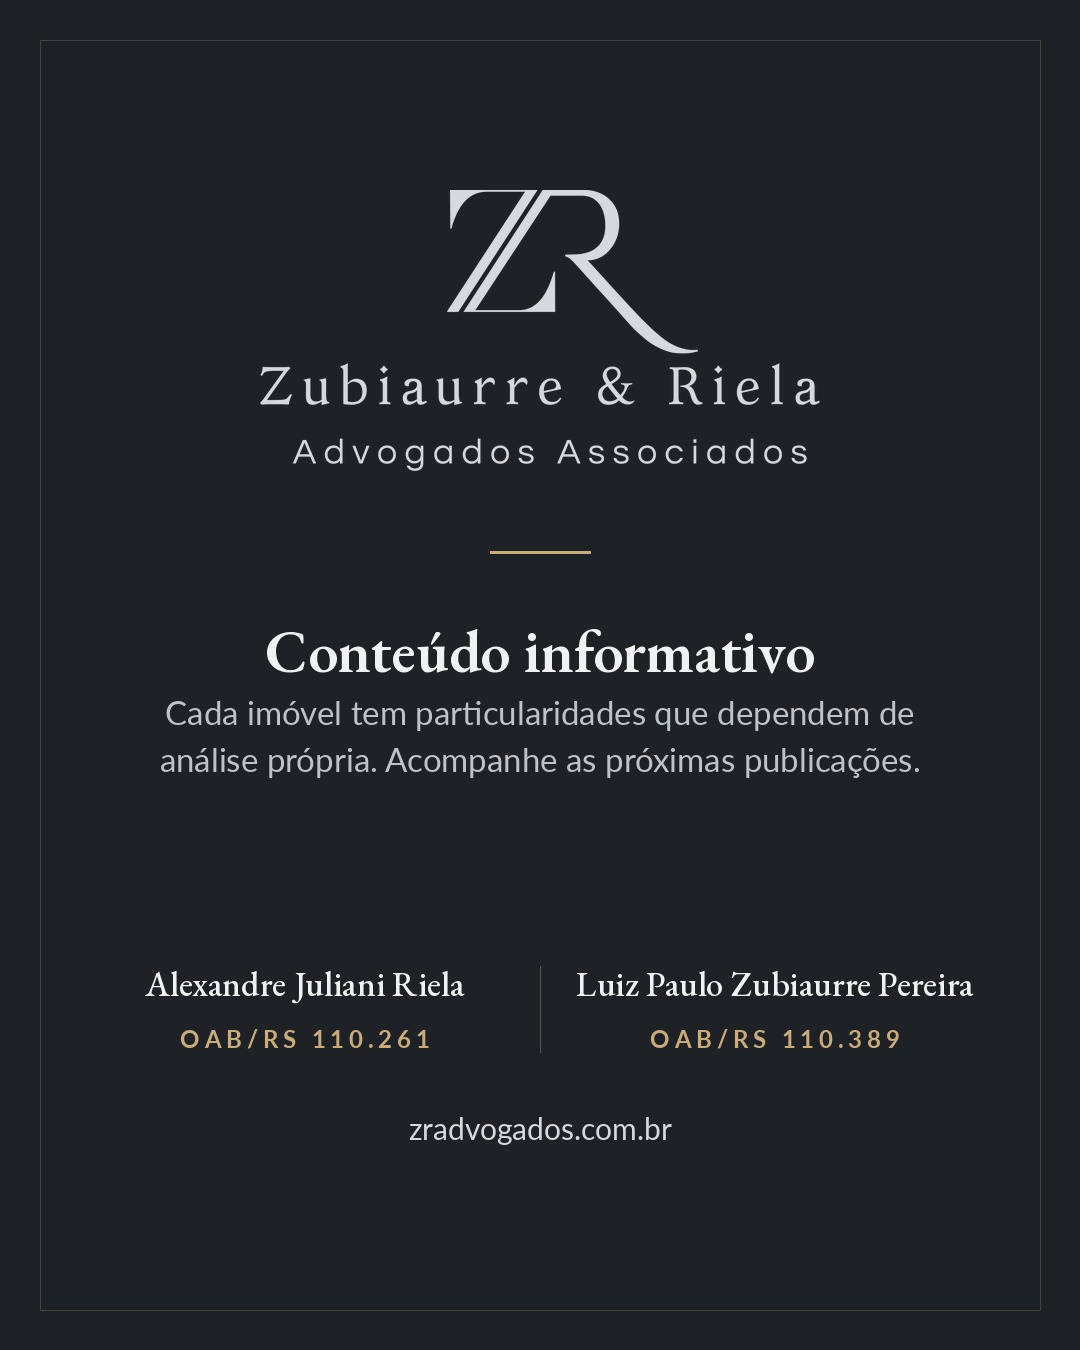 ZR
Zubiaurre & Riela
Advogados Associados
Conteúdo informativo
Cada imóvel tem particularidades que dependem de
análise própria. Acompanhe as próximas publicações.
Alexandre Juliani Riela
OAB/RS 110.261
Luiz Paulo Zubiaurre Pereira
OAB/RS 110.389
zradvogados.com.br